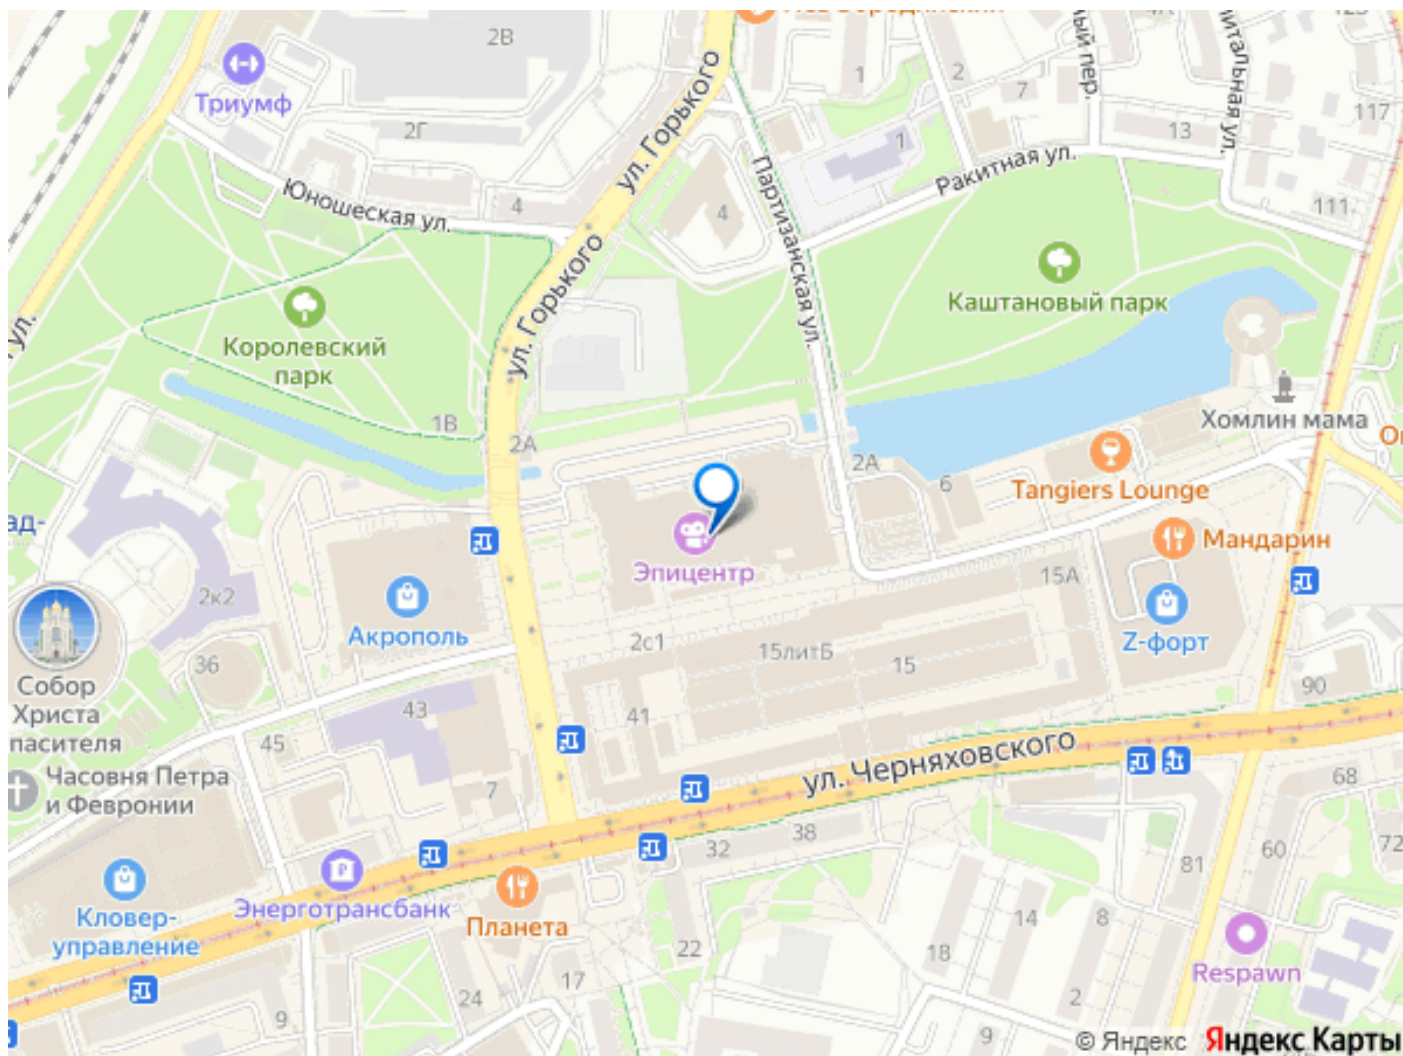 2В
1
2
7
13
117
111
Триумф
2Г
ул. Горького
Партизанская ул.
1
Ракитная ул.
Юношеская ул.
4
4
ул. Горького
Каштановый парк
Королевский
парк
1В
2А
2А
6
Хомлин мама
Tangiers Lounge
Мандарин
Эпицентр
15А
2к2
Акрополь
Z-форт
2с1
15литБ
15
36
Собор
Христа
пасителя
43
41
90
45
ул. Черняховского
Часовня Петра
и Февронии
7
68
38
32
60
72
81
Кловер-
управление
Энерготрансбанк
Планета
14
8
22
18
Respawn
17
24
2
9
9
© Яндекс Яндекс Карты